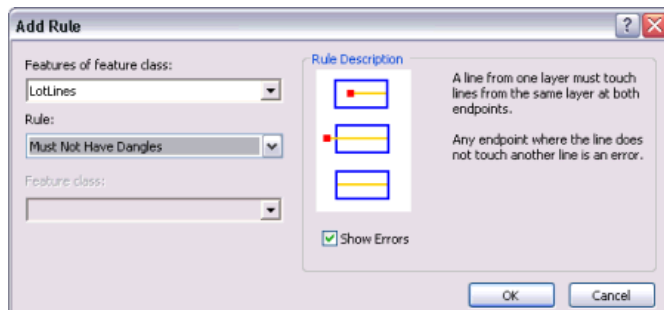 Add Rule
Features of feature class:
LotLines
Rule:
Must Not Have Dangles
Feature class:
Rule Description
A line from one layer must touch
lines from the same layer at both
endpoints.
Any endpoint where the line does
not touch another line is an error.
Show Errors
OK
Cancel